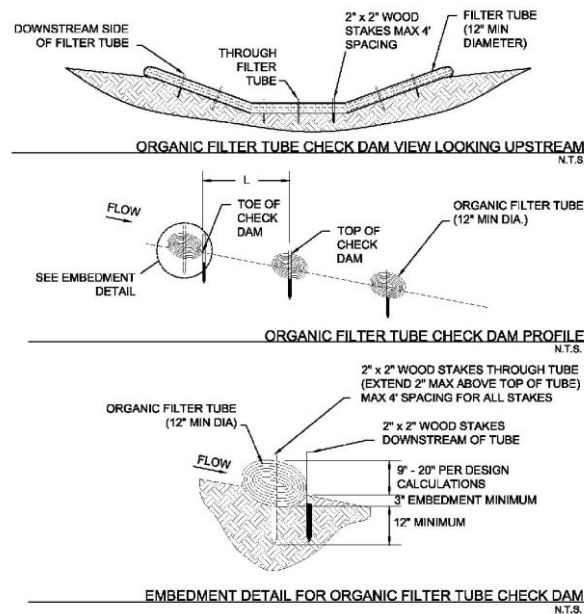 DOWNSTREAM SIDE
OF FILTER TUBE
THROUGH
FILTER
TUBE
2" x 2" WOOD
STAKES MAX 4'
SPACING
FILTER TUBE
(12" MIN
DIAMETER)
ORGANIC FILTER TUBE CHECK DAM VIEW LOOKING UPSTREAM
N.T.S.
FLOW
L
TOE OF
CHECK
DAM
TOP OF
CHECK
DAM
ORGANIC FILTER TUBE
(12" MIN DIA.)
SEE EMBEDMENT
DETAIL
ORGANIC FILTER TUBE CHECK DAM PROFILE
N.T.S.
2" x 2" WOOD STAKES THROUGH TUBE
(EXTEND 2" MAX ABOVE TOP OF TUBE)
MAX 4' SPACING FOR ALL STAKES
ORGANIC FILTER TUBE
(12" MIN DIA)
2" x 2" WOOD STAKES
DOWNSTREAM OF TUBE
FLOW
9" - 20" PER DESIGN
CALCULATIONS
3" EMBEDMENT MINIMUM
12" MINIMUM
EMBEDMENT DETAIL FOR ORGANIC FILTER TUBE CHECK DAM
N.T.S.